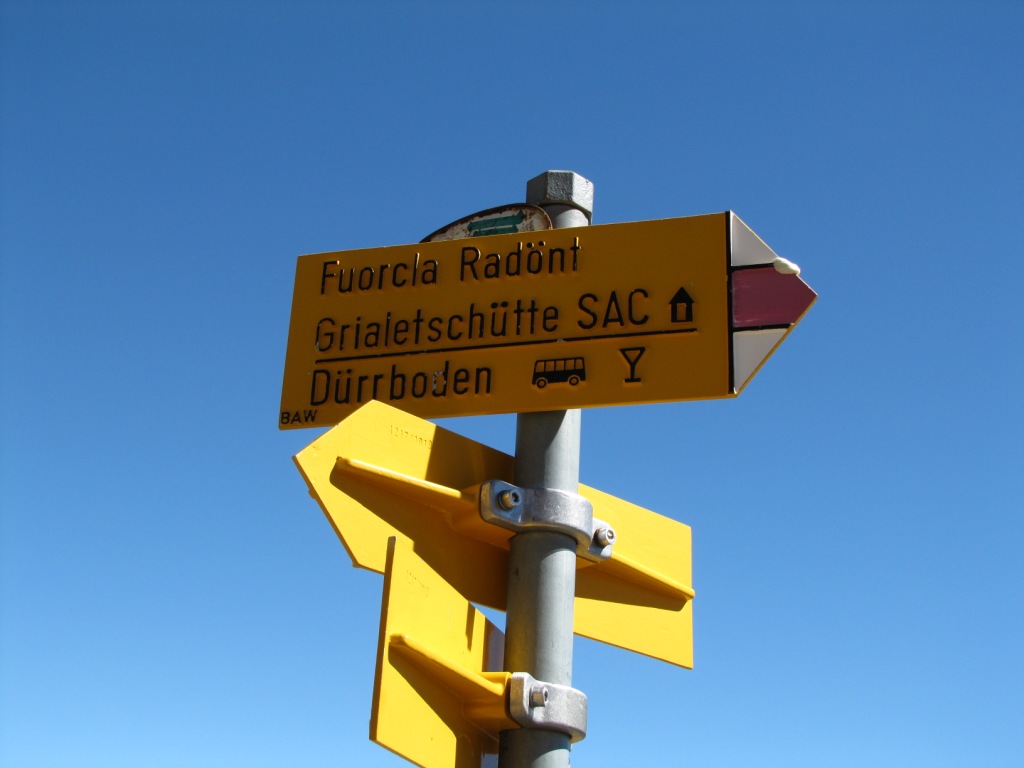 Fuorcla Radönt
Grialetschütte SAC
Dürrboden
BAW